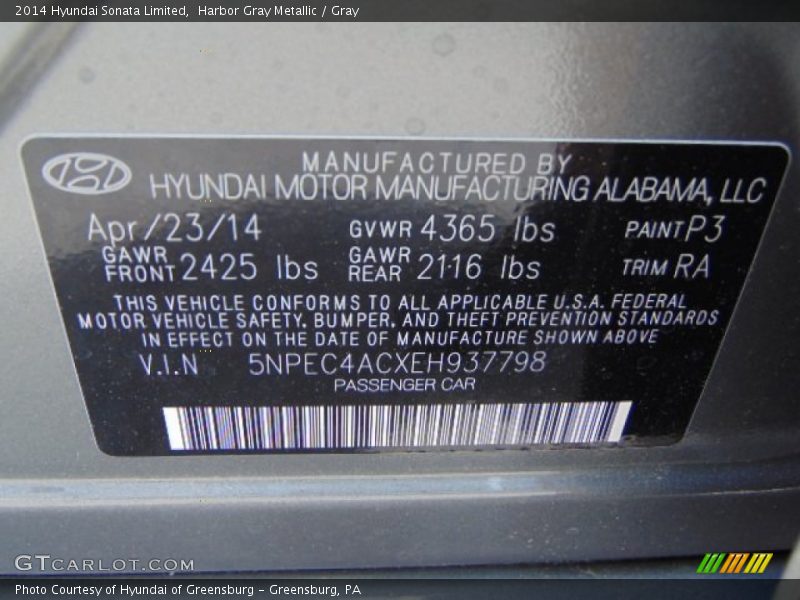 2014 Hyundai Sonata Limited,  Harbor Gray Metallic / Gray
MANUFACTURED BY
HYUNDAI MOTOR MANUFACTURING ALABAMA, LLC
Apr/23/14 GVWR 4365 lbs PAINT P3
GAWR FRONT 2425 lbs GAWR REAR 2116 lbs TRIM RA
THIS VEHICLE CONFORMS TO ALL APPLICABLE U.S.A. FEDERAL
MOTOR VEHICLE SAFETY, BUMPER, AND THEFT PREVENTION STANDARDS
IN EFFECT ON THE DATE OF MANUFACTURE SHOWN ABOVE
V.I.N 5NPEC4ACXEH937798
PASSENGER CAR
GTCARLOT.COM
Photo Courtesy of Hyundai of Greensburg - Greensburg, PA